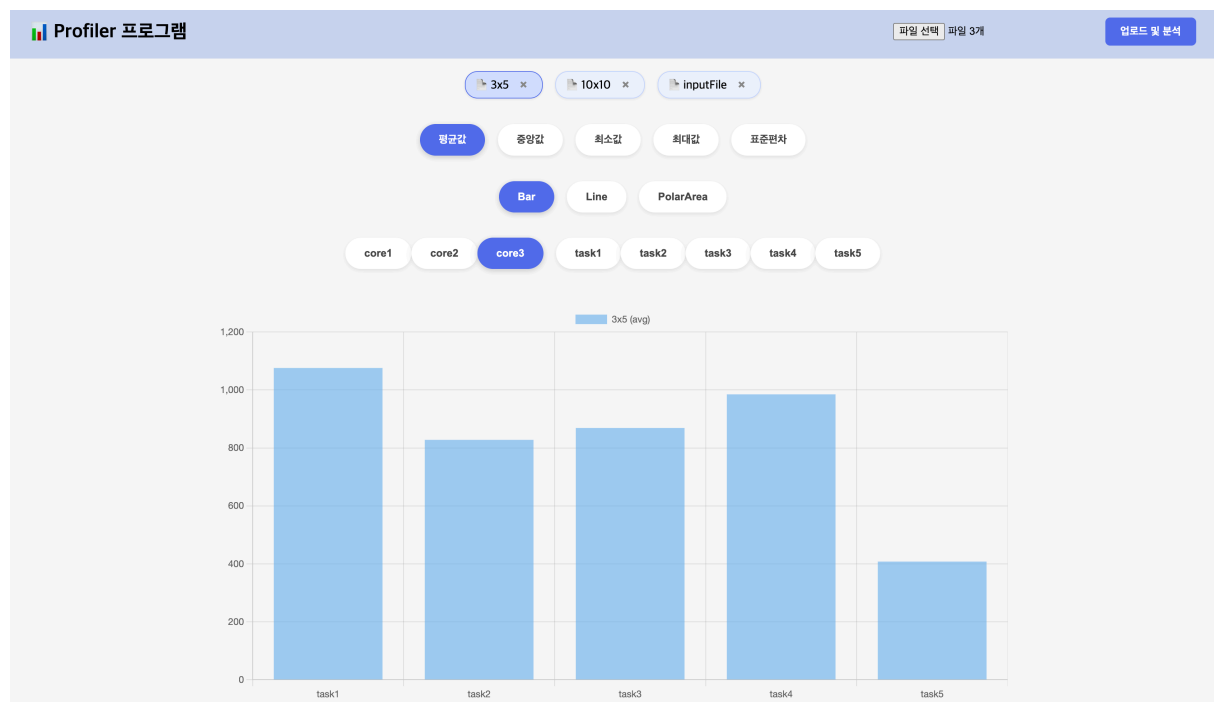 Profiler 프로그램
파일 선택 파일 3개
업로드 및 분석
3x5 ×
10x10 ×
inputFile ×
평균값 중앙값 최소값 최대값 표준편차
Bar Line PolarArea
core1 core2 core3 task1 task2 task3 task4 task5
3x5 (avg)
1,200
1,000
800
600
400
200
0
task1 task2 task3 task4 task5